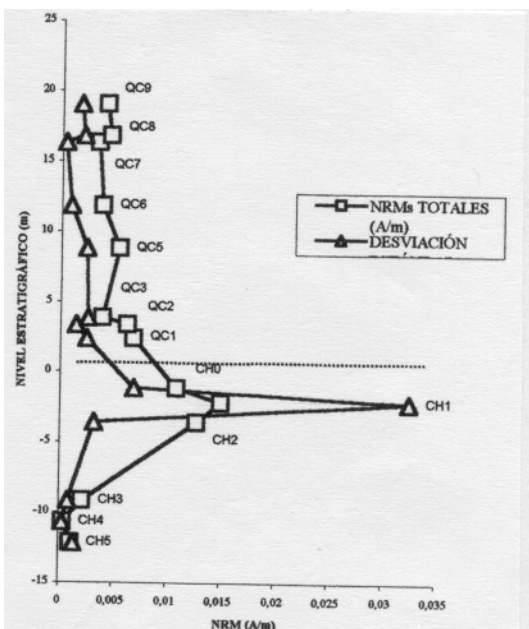 25
20
15
10
5
0
-5
-10
-15
NIVEL ESTRATIGRÁFICO (m)
QC9
QC8
QC7
QC6
QC5
QC3
QC2
QC1
CH0
CH1
CH2
CH3
CH4
CH5
NRMs TOTALES
(A/m)
DESVIACIÓN
0
0,005
0,01
0,015
0,02
0,025
0,03
0,035
NRM (A/m)